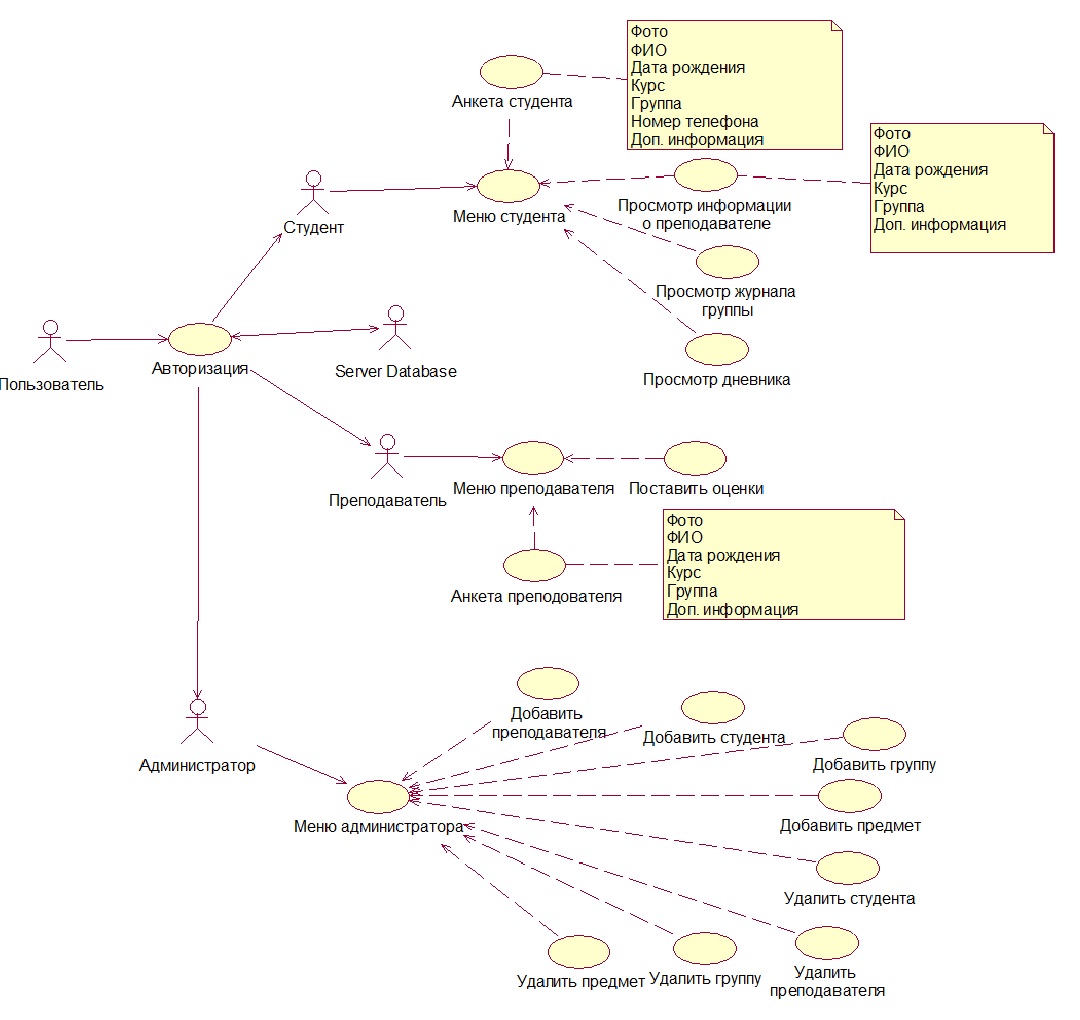 Фото
ФИО
Дата рождения
Курс
Группа
Номер телефона
Доп. информация
Анкета студента
Фото
ФИО
Дата рождения
Курс
Группа
Доп. информация
Студент
Меню студента
Просмотр информации
о преподавателе
Просмотр журнала
группы
Просмотр дневника
Пользователь
Авторизация
Server Database
Преподаватель
Меню преподавателя
Поставить оценки
Анкета преподователя
Фото
ФИО
Дата рождения
Курс
Группа
Доп. информация
Администратор
Меню администратора
Добавить
преподавателя
Добавить студента
Добавить группу
Добавить предмет
Удалить студента
Удалить предмет
Удалить группу
Удалить
преподавателя